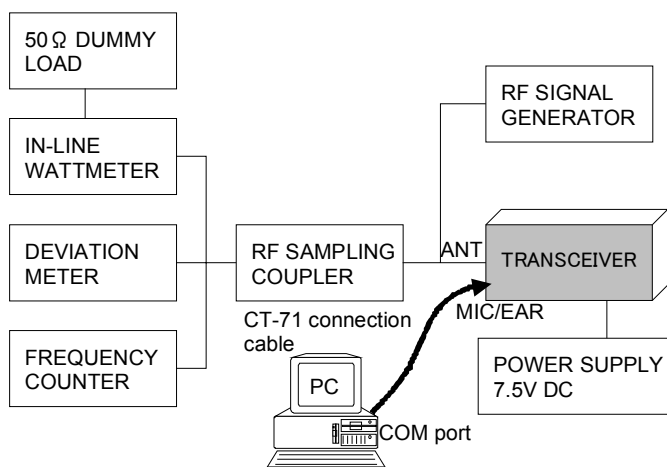 50Ω DUMMY
LOAD
RF SIGNAL
GENERATOR
IN-LINE
WATTMETER
DEVIATION
METER
RF SAMPLING
COUPLER
ANT
TRANSCEIVER
MIC/EAR
CT-71 connection
cable
FREQUENCY
COUNTER
PC
COM port
POWER SUPPLY
7.5V DC